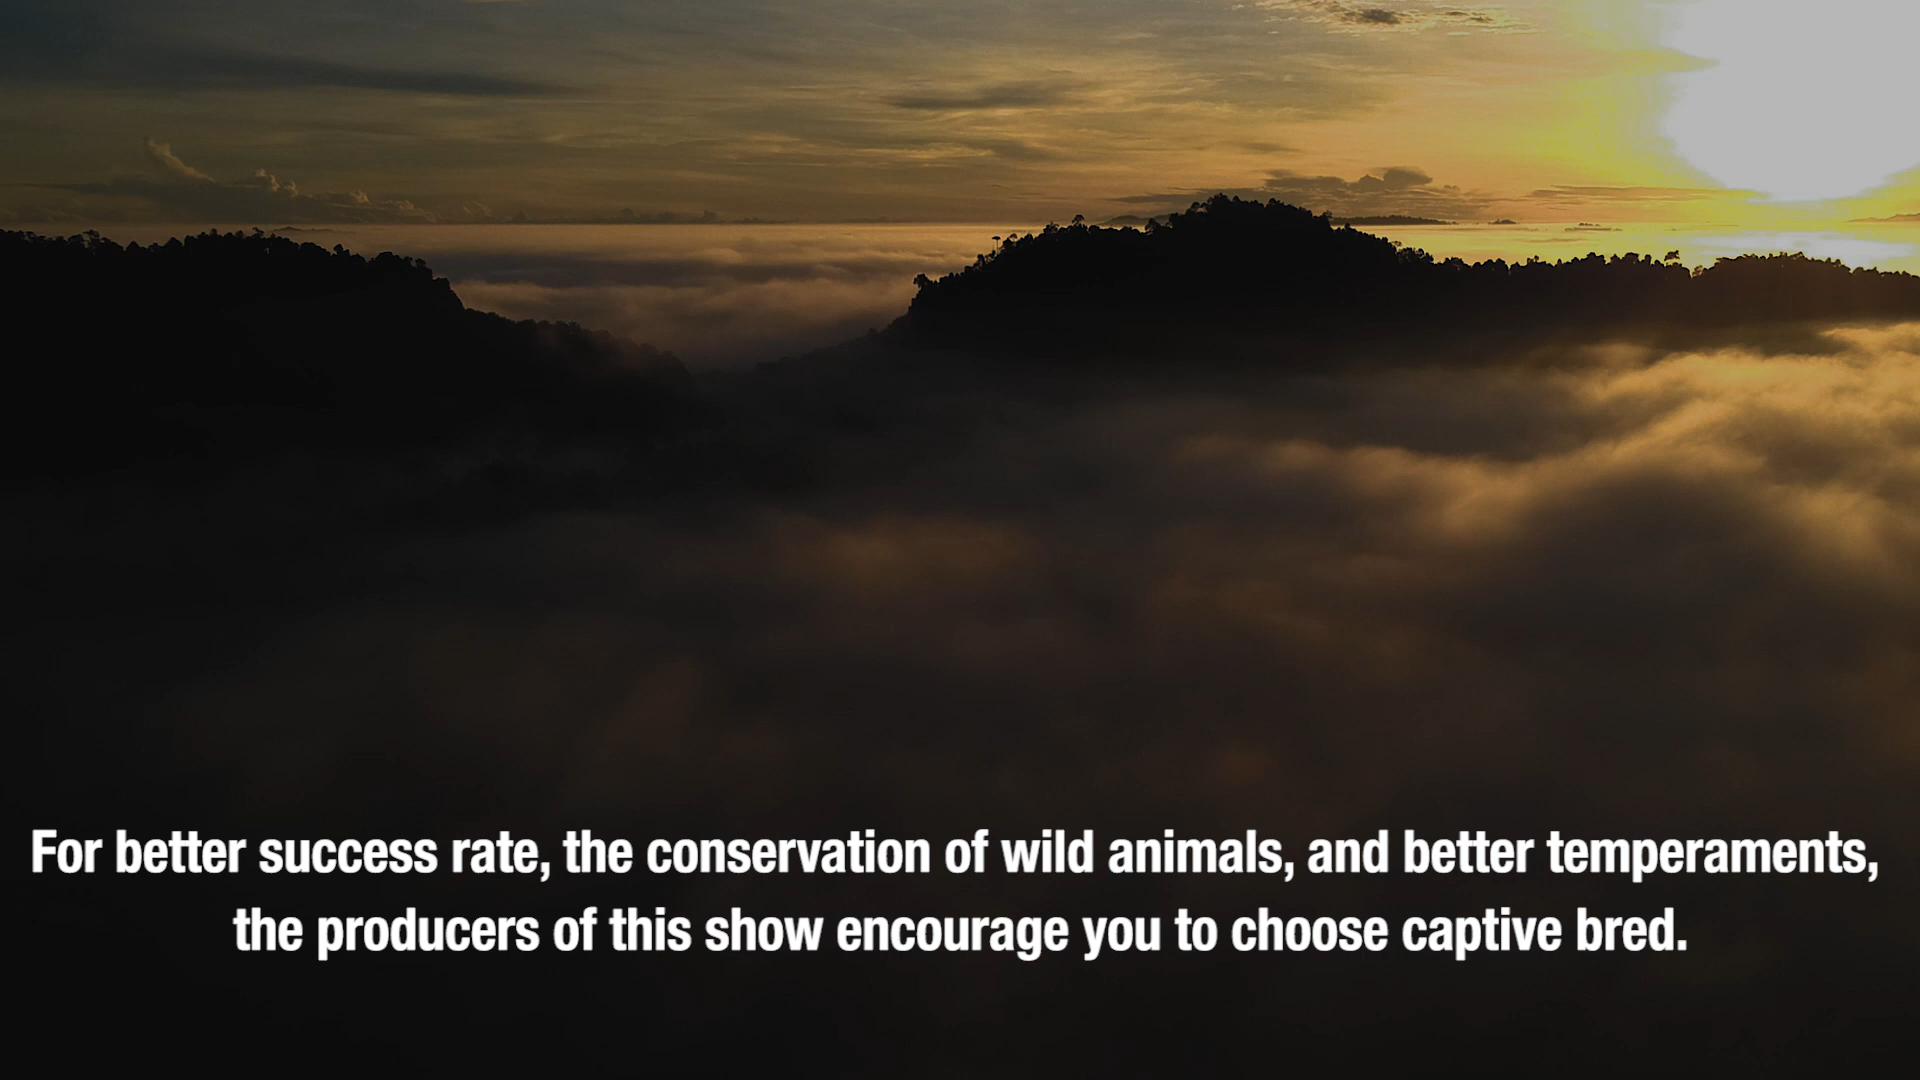 For better success rate, the conservation of wild animals, and better temperaments,
the producers of this show encourage you to choose captive bred.